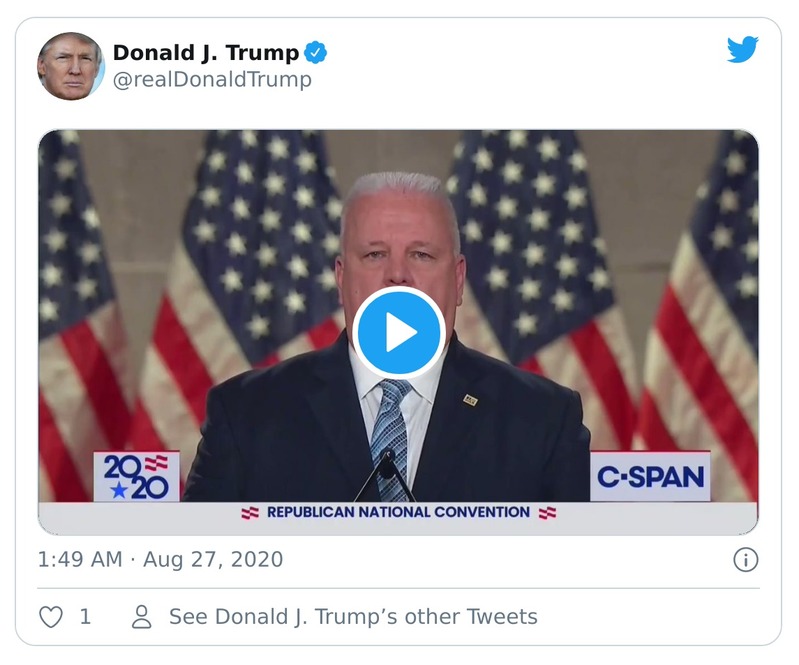 Donald J. Trump
@realDonaldTrump
2020
C-SPAN
REPUBLICAN NATIONAL CONVENTION
1:49 AM · Aug 27, 2020
1 See Donald J. Trump’s other Tweets